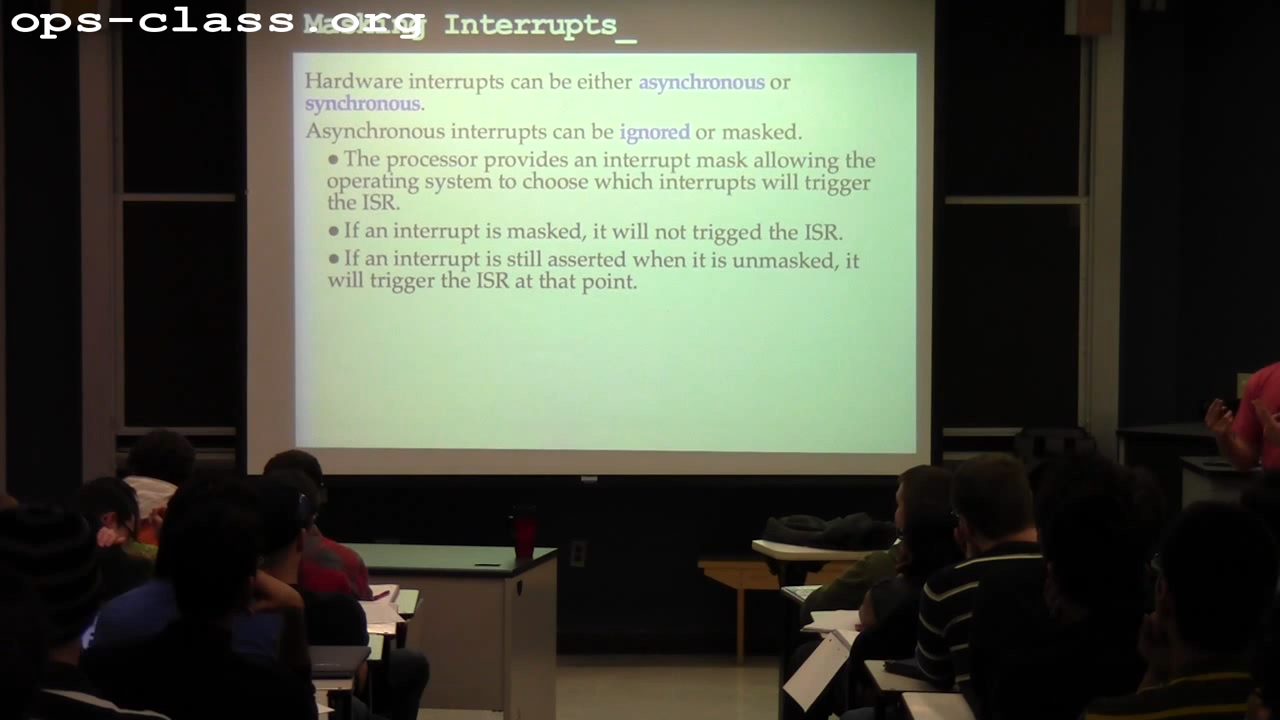 ops-class.org
Masking Interrupts_
Hardware interrupts can be either asynchronous or
synchronous.
Asynchronous interrupts can be ignored or masked.
● The processor provides an interrupt mask allowing the
operating system to choose which interrupts will trigger
the ISR.
● If an interrupt is masked, it will not trigged the ISR.
● If an interrupt is still asserted when it is unmasked, it
will trigger the ISR at that point.